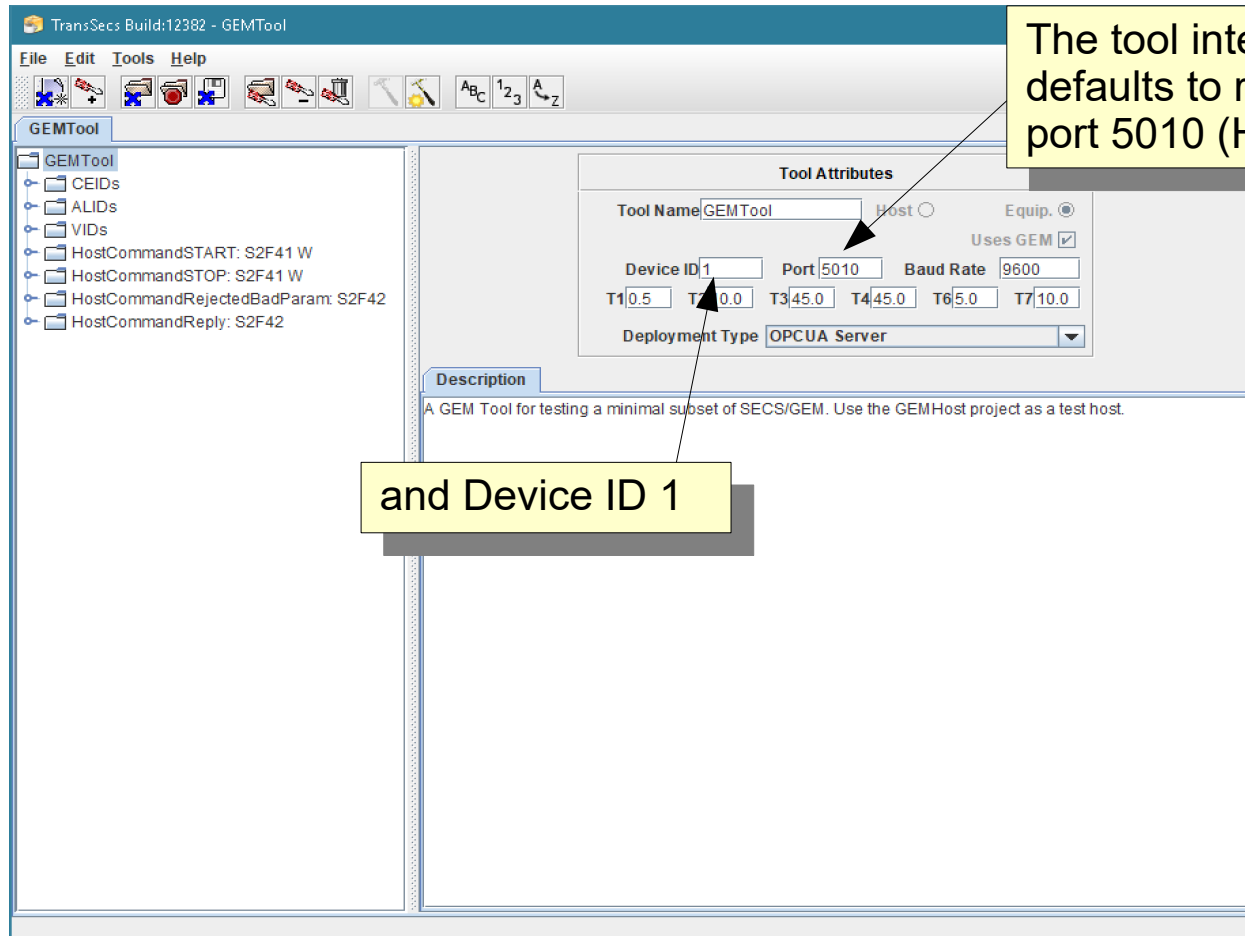 TransSecs Build:12382 - GEMTool
File Edit Tools Help
ABC 123 A Z
GEMTool
GEMTool
CEIDs
ALIDs
VIDs
HostCommandSTART: S2F41 W
HostCommandSTOP: S2F41 W
HostCommandRejectedBadParam: S2F42
HostCommandReply: S2F42
The tool
defaults to
port 5010
Tool Attributes
Tool Name GEMTool Host Equip.
Uses GEM
Device ID 1 Port 5010 Baud Rate 9600
T1 0.5 0.0 T3 45.0 T4 45.0 T6 5.0 T7 10.0
Deployment Type OPCUA Server
Description
A GEM Tool for testing a minimal subset of SECS/GEM. Use the GEMHost project as a test host.
and Device ID 1